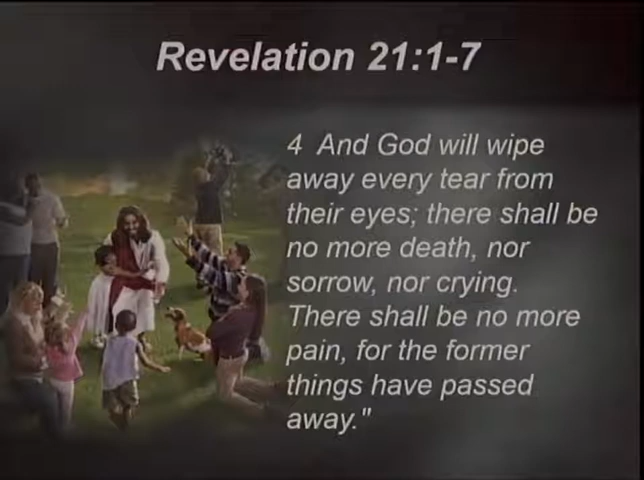 Revelation 21:1-7
4 And God will wipe
away every tear from
their eyes; there shall be
no more death, nor
sorrow, nor crying.
There shall be no more
pain, for the former
things have passed
away."